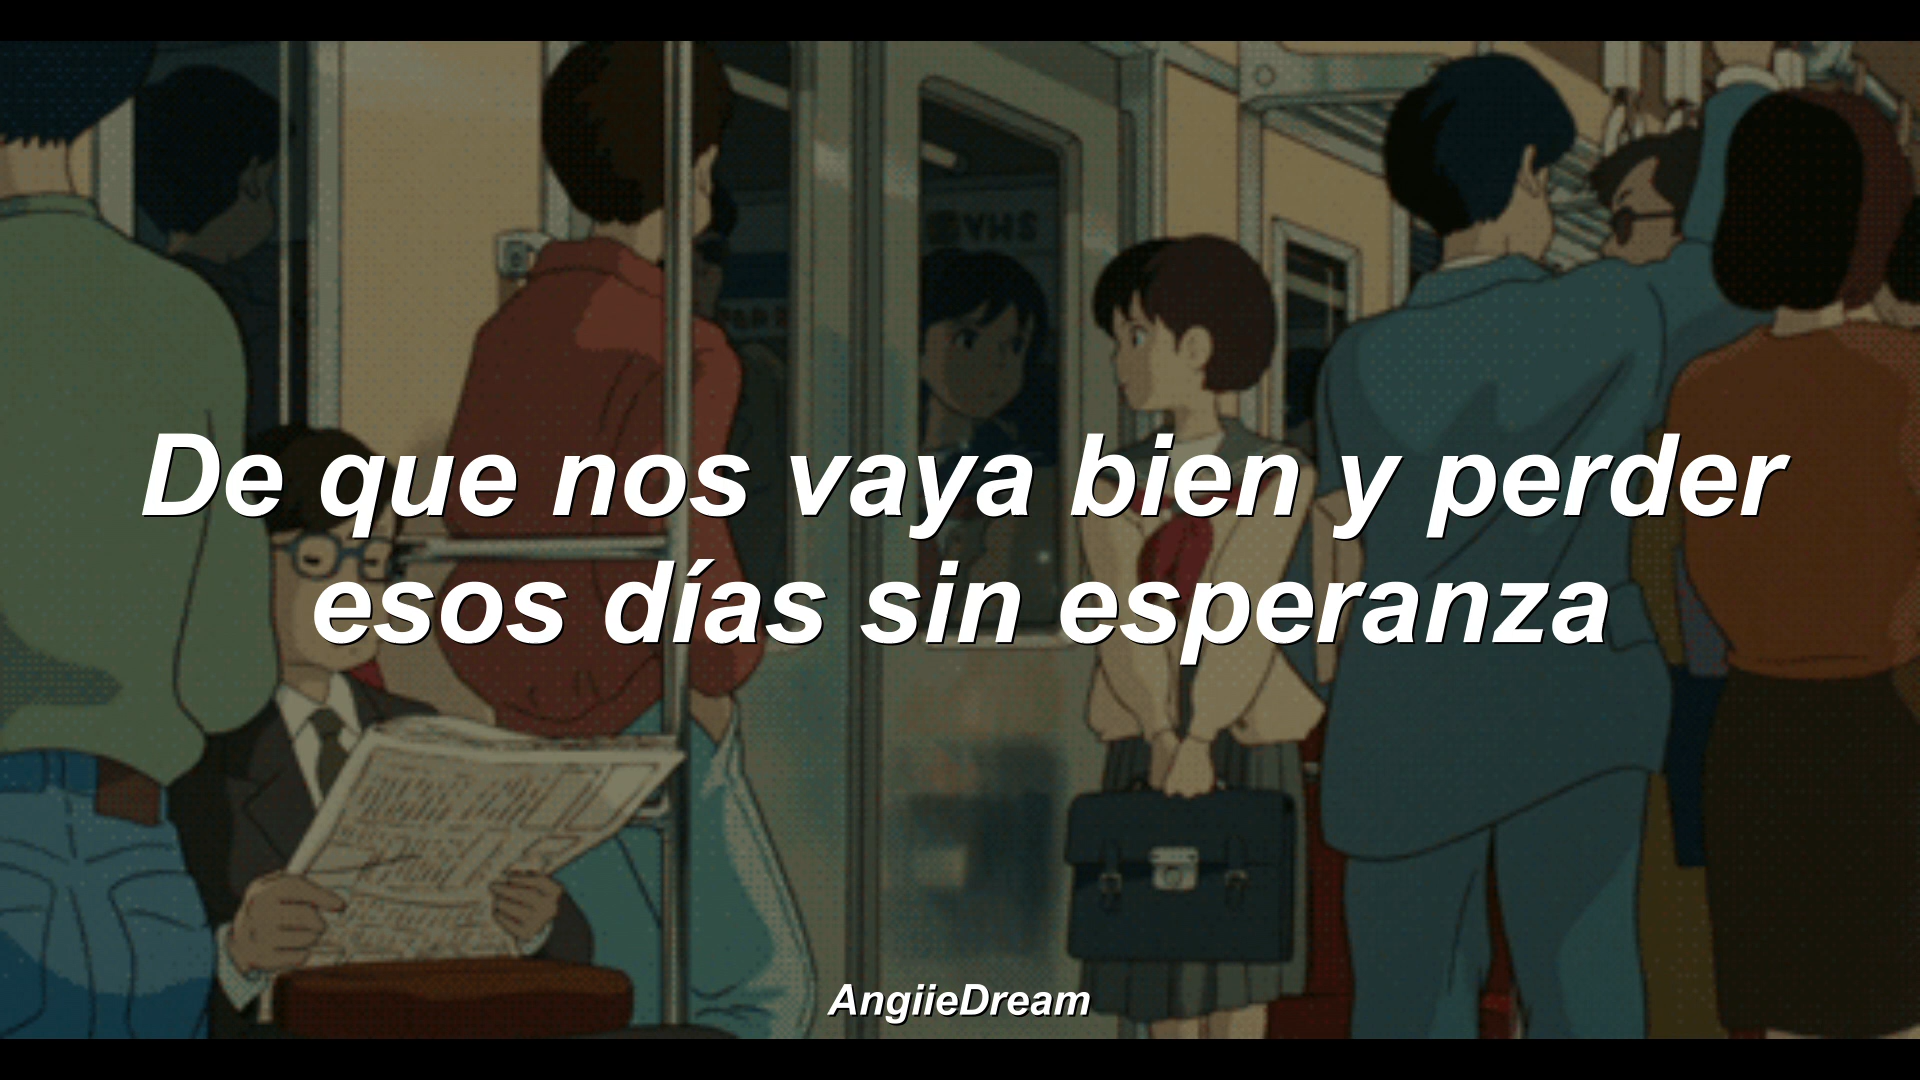 De que nos vaya bien y perder
esos días sin esperanza
AngiieDream